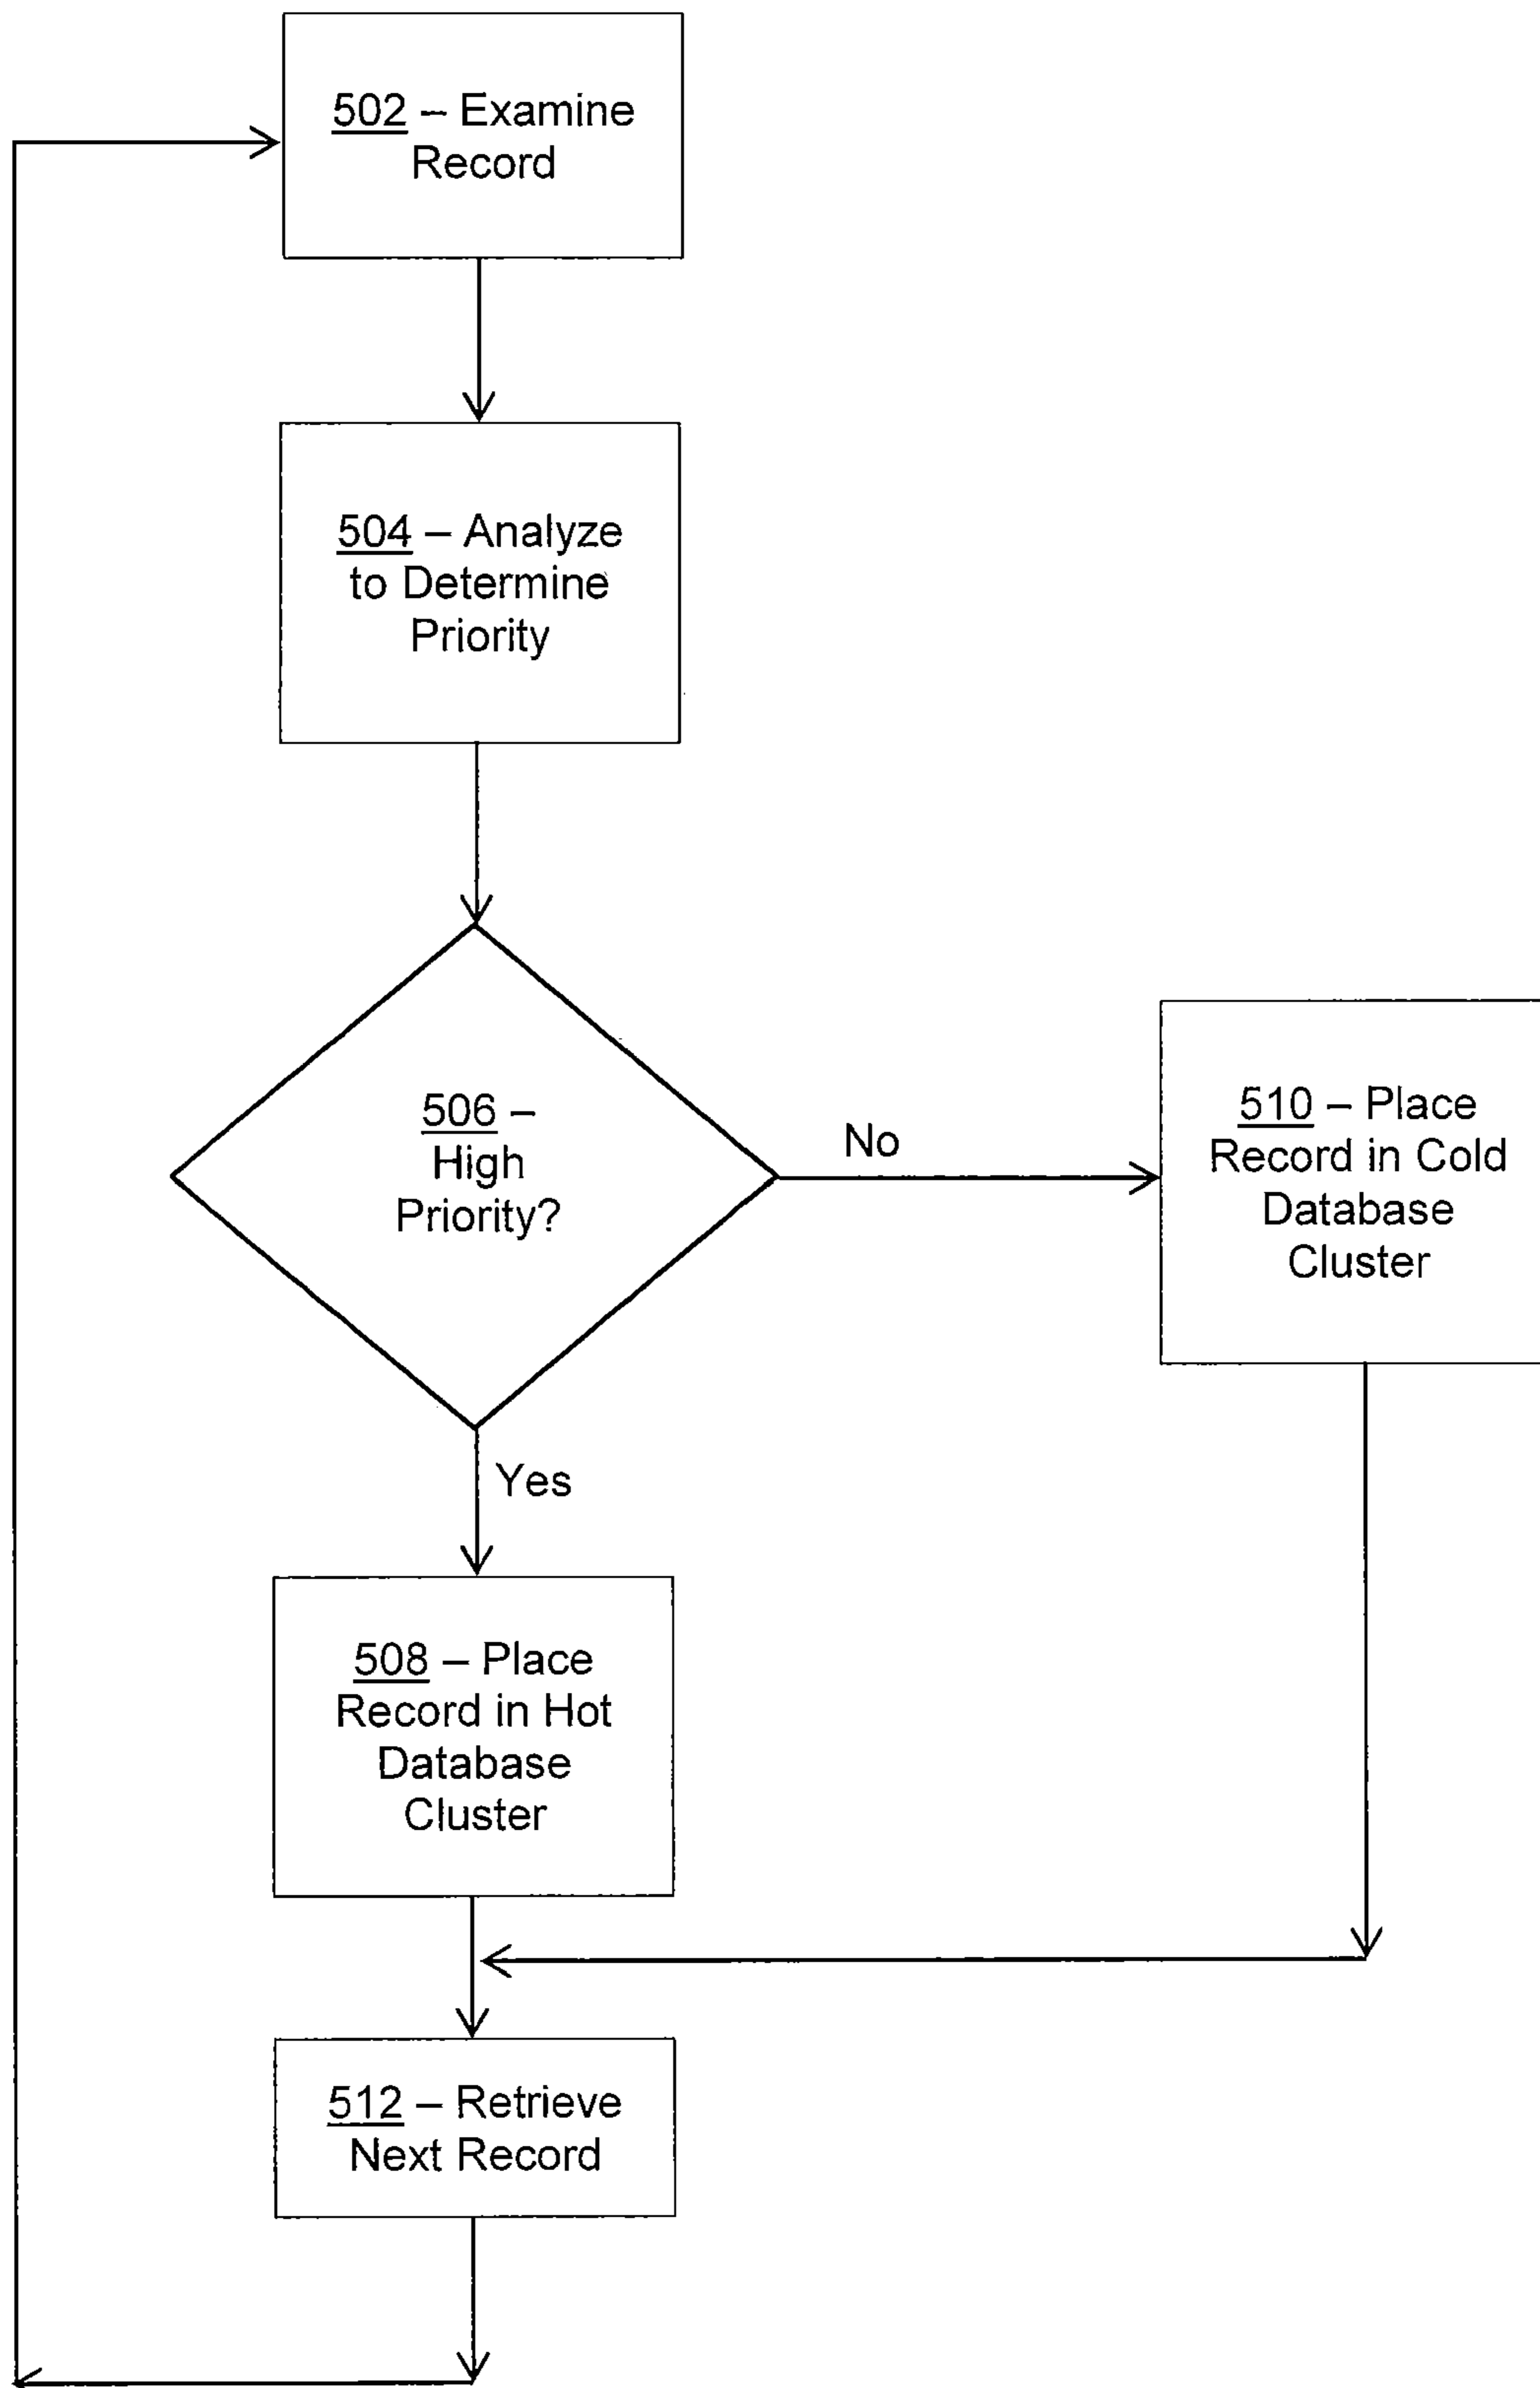 502 – Examine
Record
504 – Analyze
to Determine
Priority
506 –
High
Priority?
No
510 – Place
Record in Cold
Database
Cluster
Yes
508 – Place
Record in Hot
Database
Cluster
512 – Retrieve
Next Record